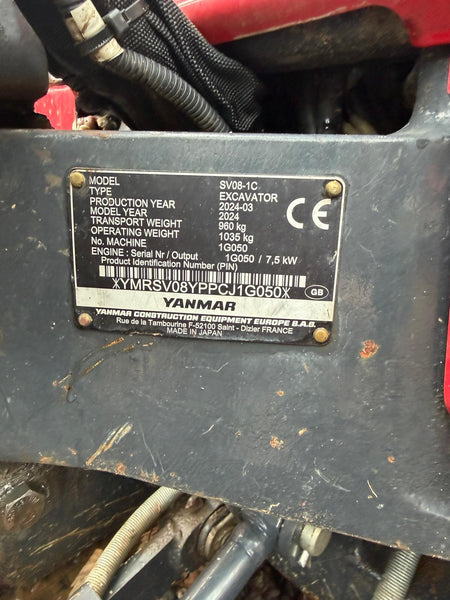 MODEL SV08-1C
TYPE EXCAVATOR
PRODUCTION YEAR 2024-03
MODEL YEAR 2024
TRANSPORT WEIGHT 960 kg
OPERATING WEIGHT 1035 kg
No. MACHINE 1G050
ENGINE : Serial Nr / Output 1G050 / 7,5 kW
Product Identification Number (PIN)
CE
XYMRSV08YPPCJ1G050X
GB
YANMAR
YANMAR CONSTRUCTION EQUIPMENT EUROPE S.A.S.
Rue de la Tambourine F-52100 Saint - Dizier FRANCE
MADE IN JAPAN